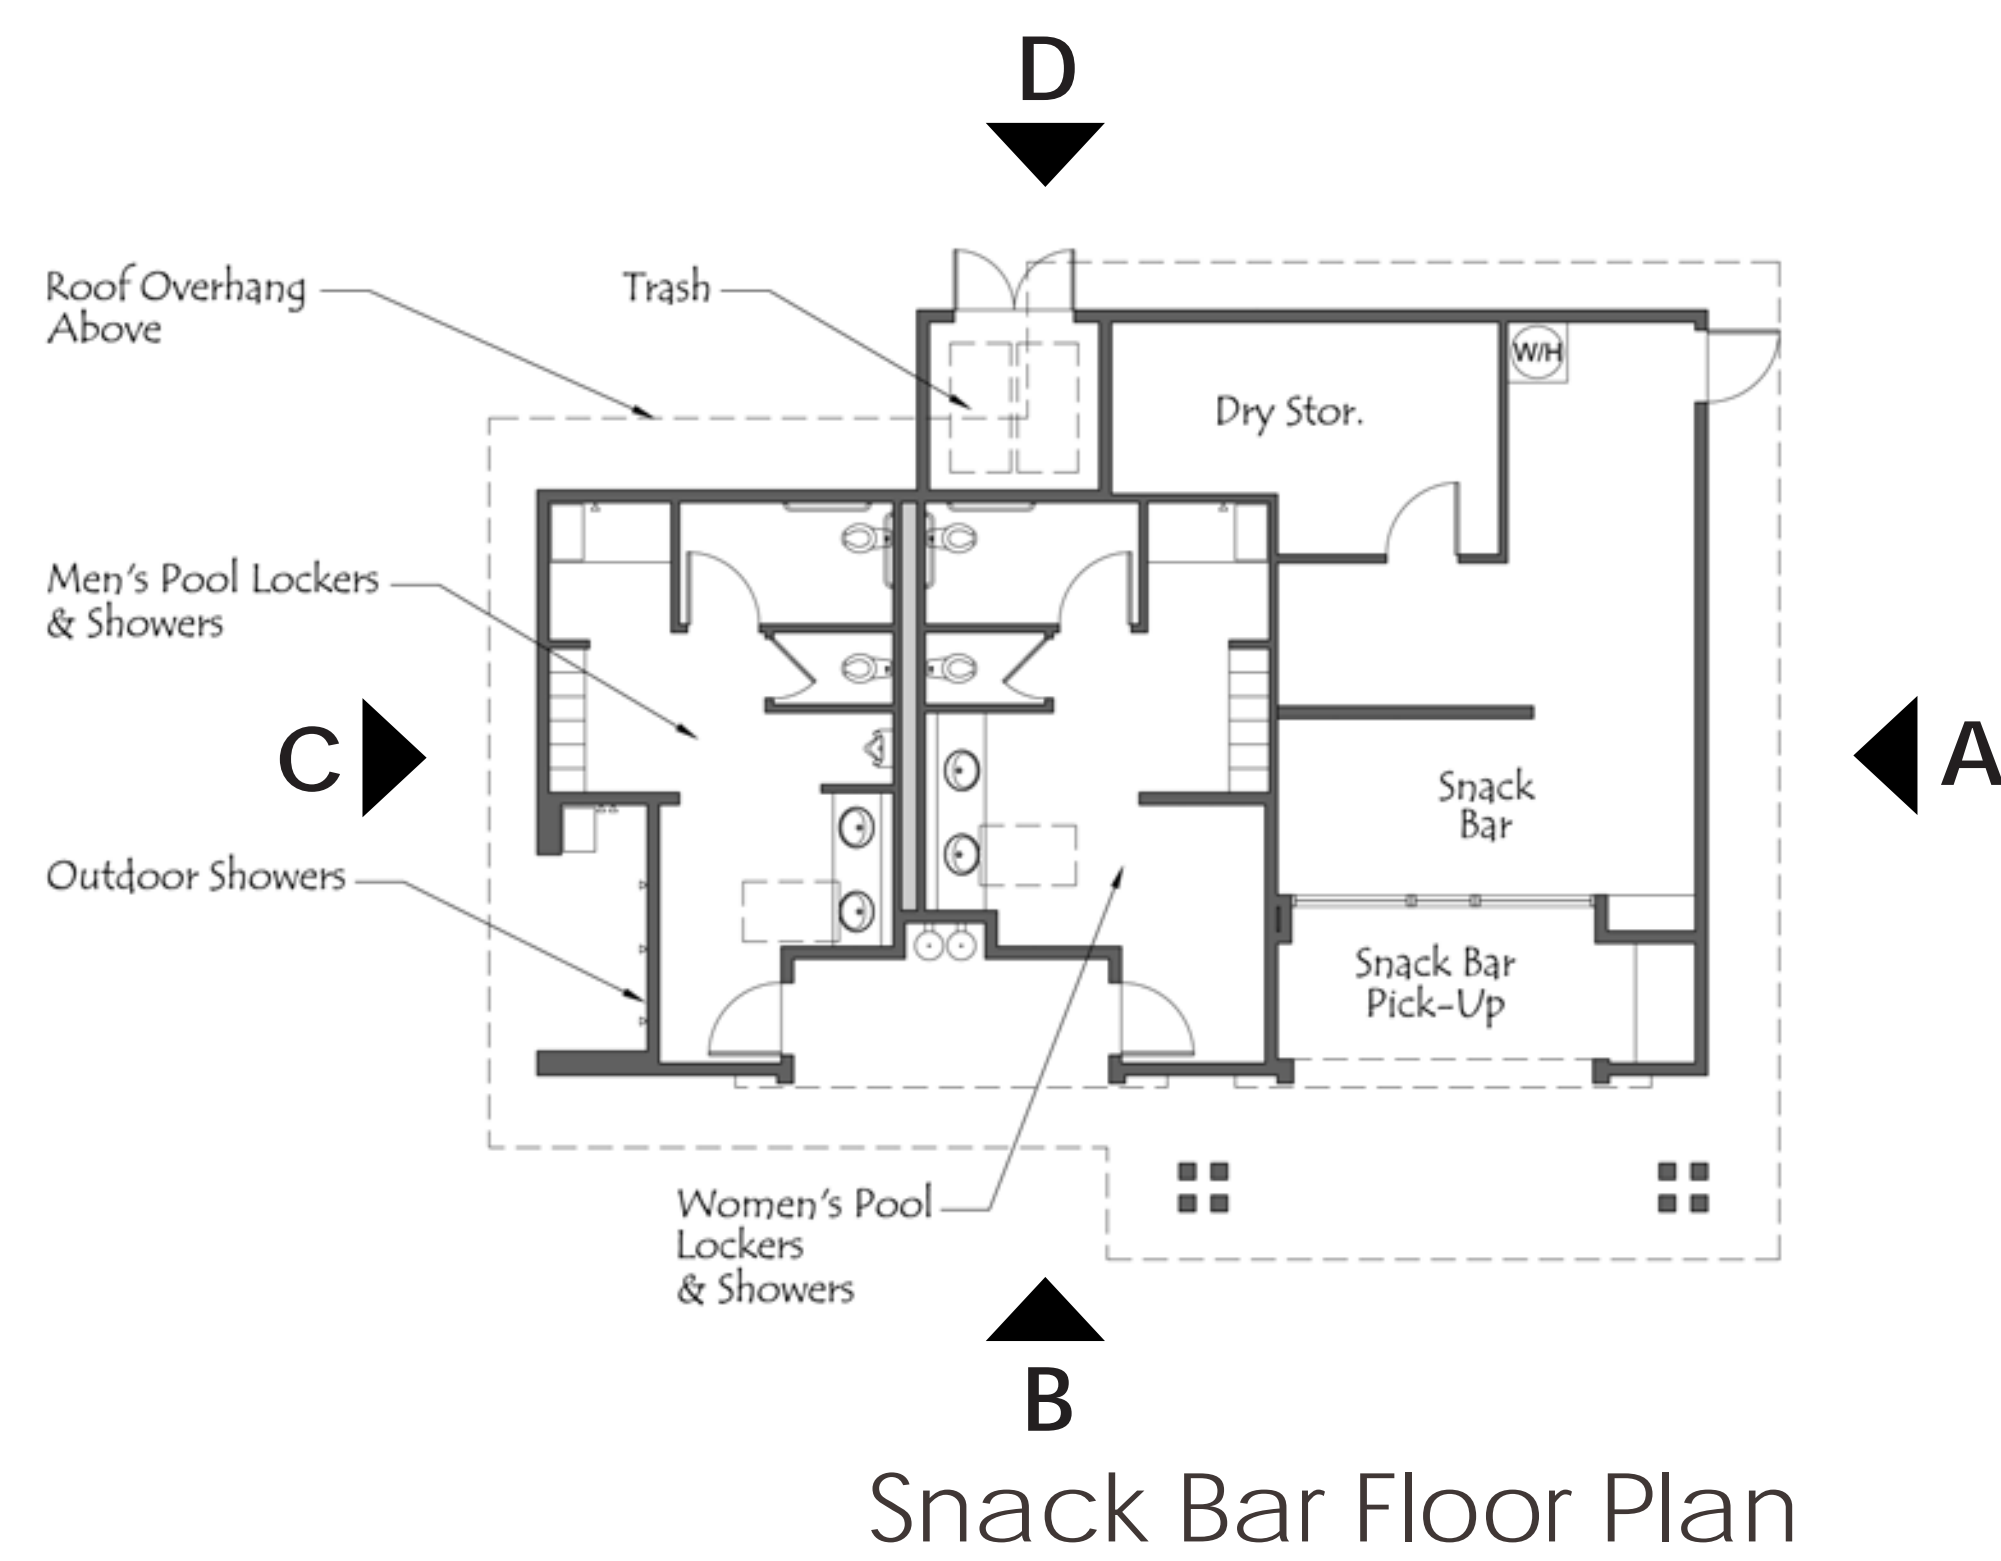 D
Roof Overhang
Above
Trash
W/H
Dry Stor.
Men's Pool Lockers
& Showers
C
A
Snack
Bar
Outdoor Showers
Snack Bar
Pick-Up
Women's Pool
Lockers
& Showers
B
Snack Bar Floor Plan